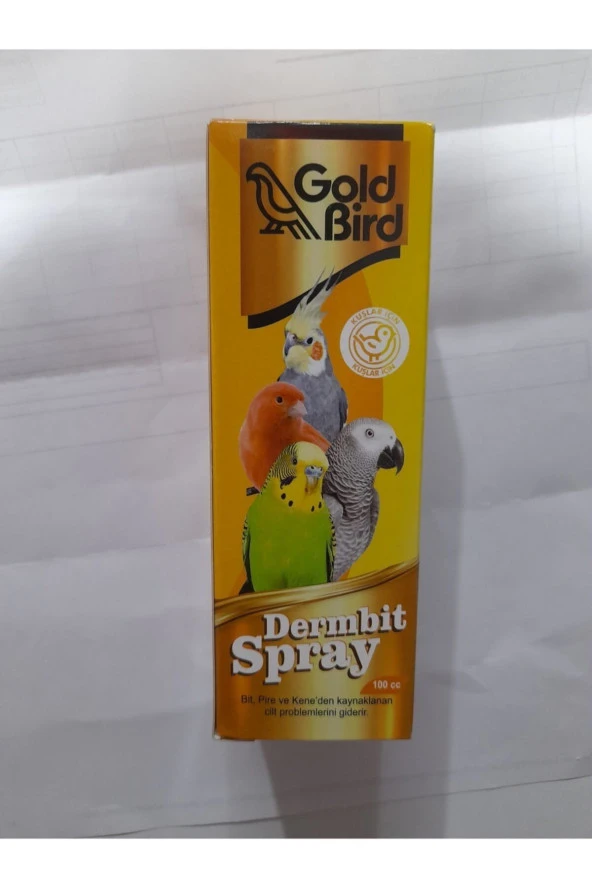 Gold
Bird
KUŞLAR İÇİN
KUŞLAR İÇİN
Dermbit
Spray
100 cc
Bit, Pire ve Kene'den kaynaklanan
cilt problemlerini giderir.